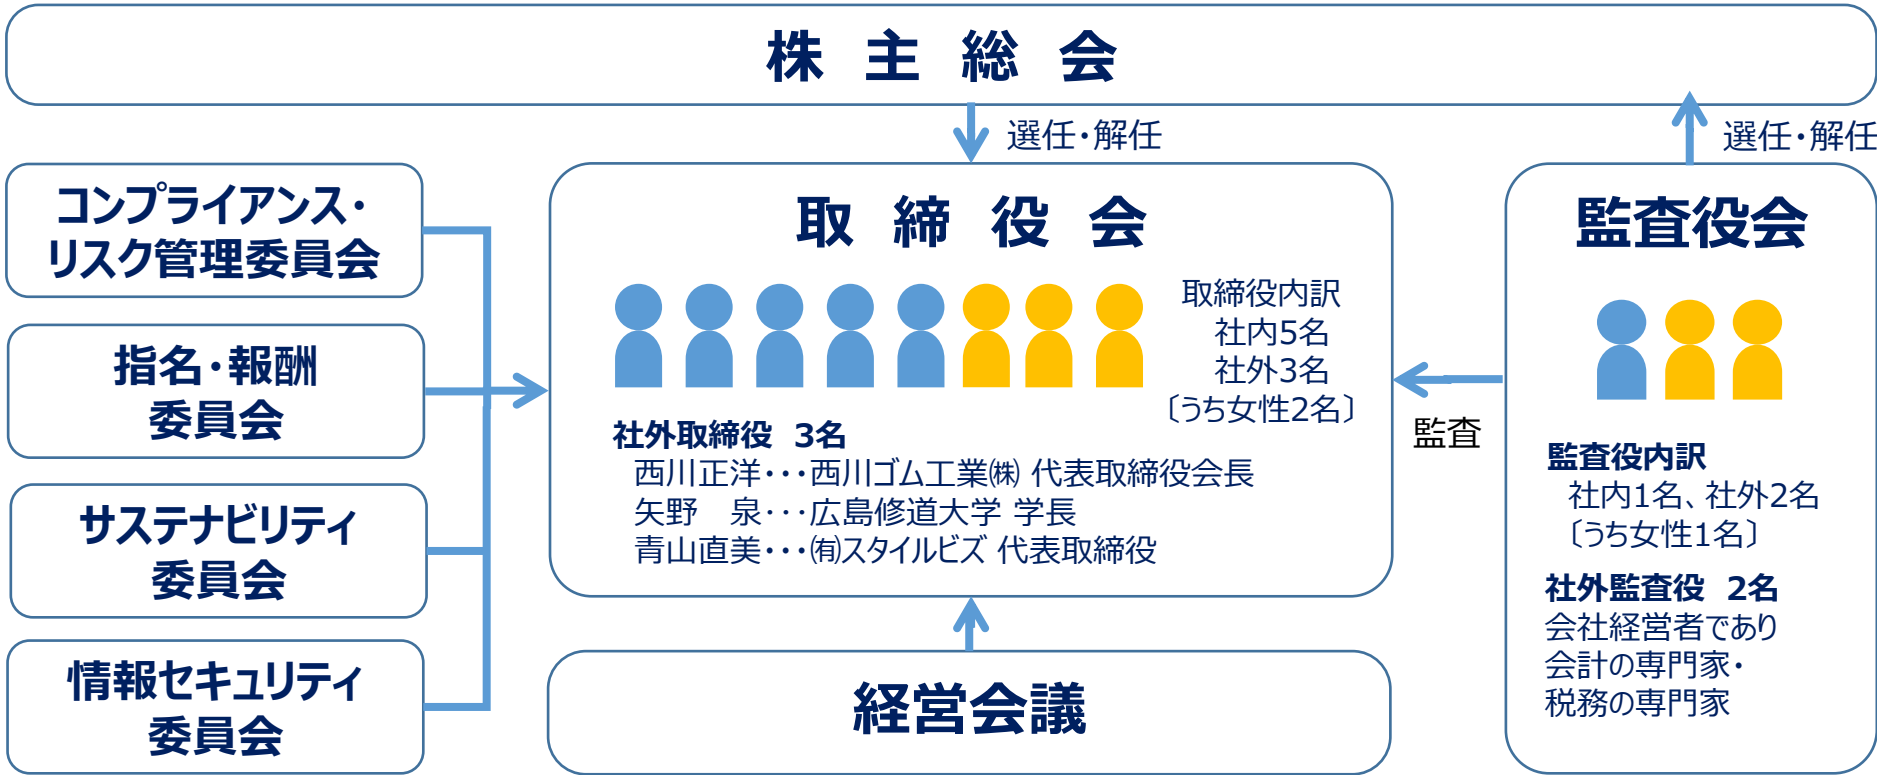 株 主 総 会
選任・解任
選任・解任
コンプライアンス・
リスク管理委員会
指名・報酬
委員会
サステナビリティ
委員会
情報セキュリティ
委員会
取 締 役 会
取締役内訳
社内5名
社外3名
〔うち女性2名〕
社外取締役 3名
西川正洋・・・西川ゴム工業㈱ 代表取締役会長
矢野 泉・・・広島修道大学 学長
青山直美・・・㈲スタイルビズ 代表取締役
経営会議
監査
監査役会
監査役内訳
社内1名、社外2名
〔うち女性1名〕
社外監査役 2名
会社経営者であり
会計の専門家・
税務の専門家